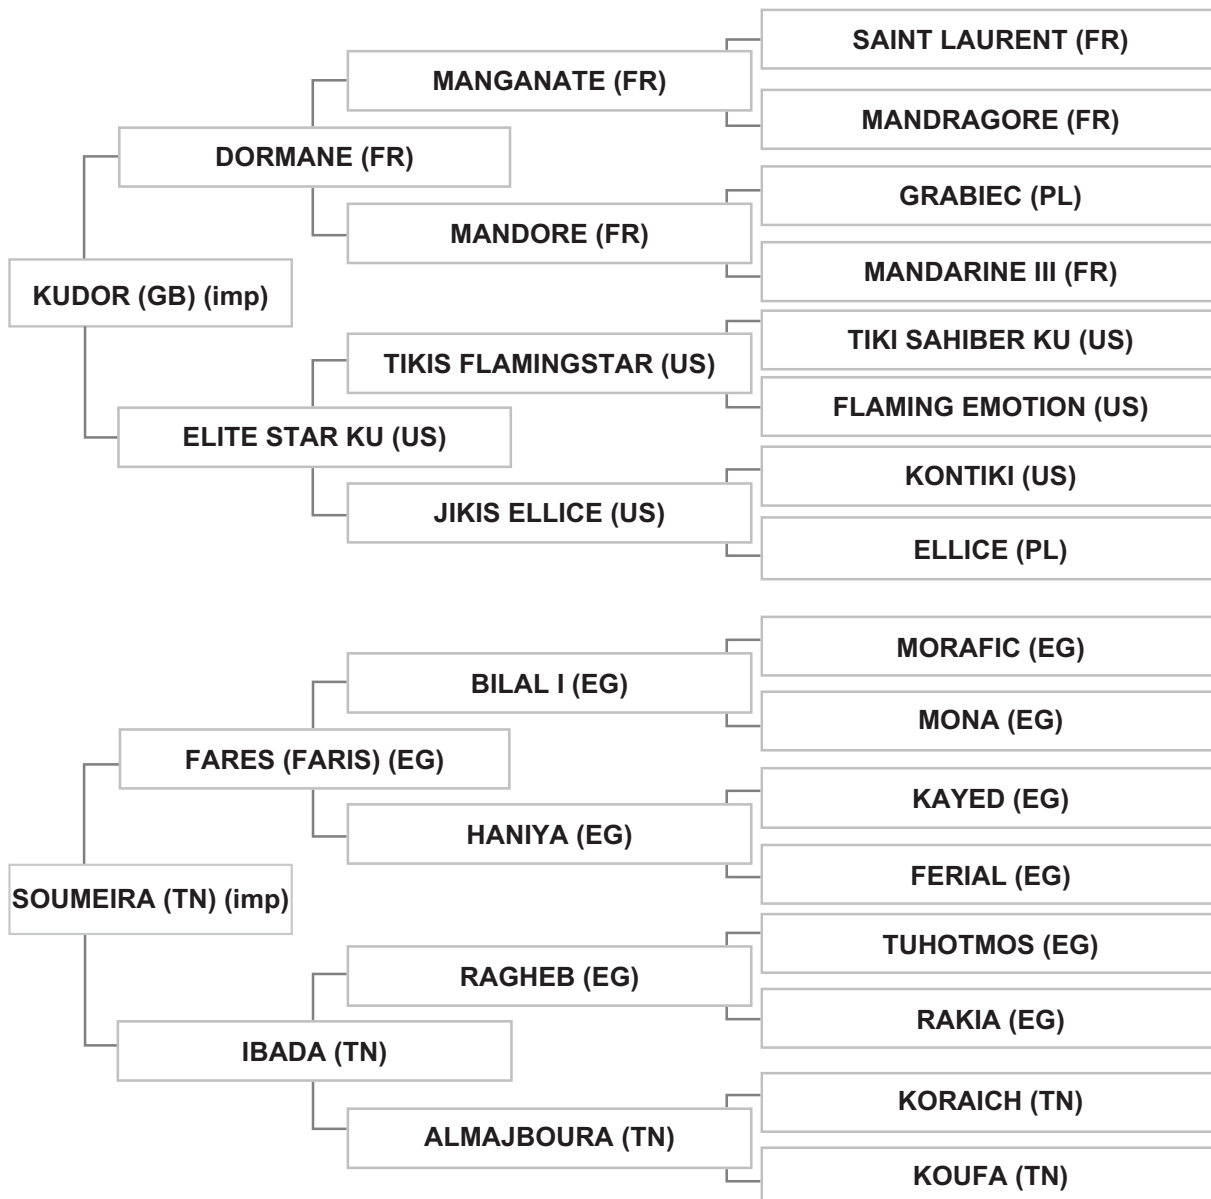 SAINT LAURENT (FR)
MANGANATE (FR)
MANDRAGORE (FR)
DORMANE (FR)
GRABIEC (PL)
MANDORE (FR)
MANDARINE III (FR)
KUDOR (GB) (imp)
TIKI SAHIBER KU (US)
TIKIS FLAMINGSTAR (US)
FLAMING EMOTION (US)
ELITE STAR KU (US)
KONTIKI (US)
JIKIS ELLICE (US)
ELLICE (PL)
MORAFIC (EG)
BILAL I (EG)
MONA (EG)
FARES (FARIS) (EG)
KAYED (EG)
HANIYA (EG)
FERIAL (EG)
SOUMEIRA (TN) (imp)
TUHOTMOS (EG)
RAGHEB (EG)
RAKIA (EG)
IBADA (TN)
KORAICH (TN)
ALMAJBOURA (TN)
KOUFA (TN)